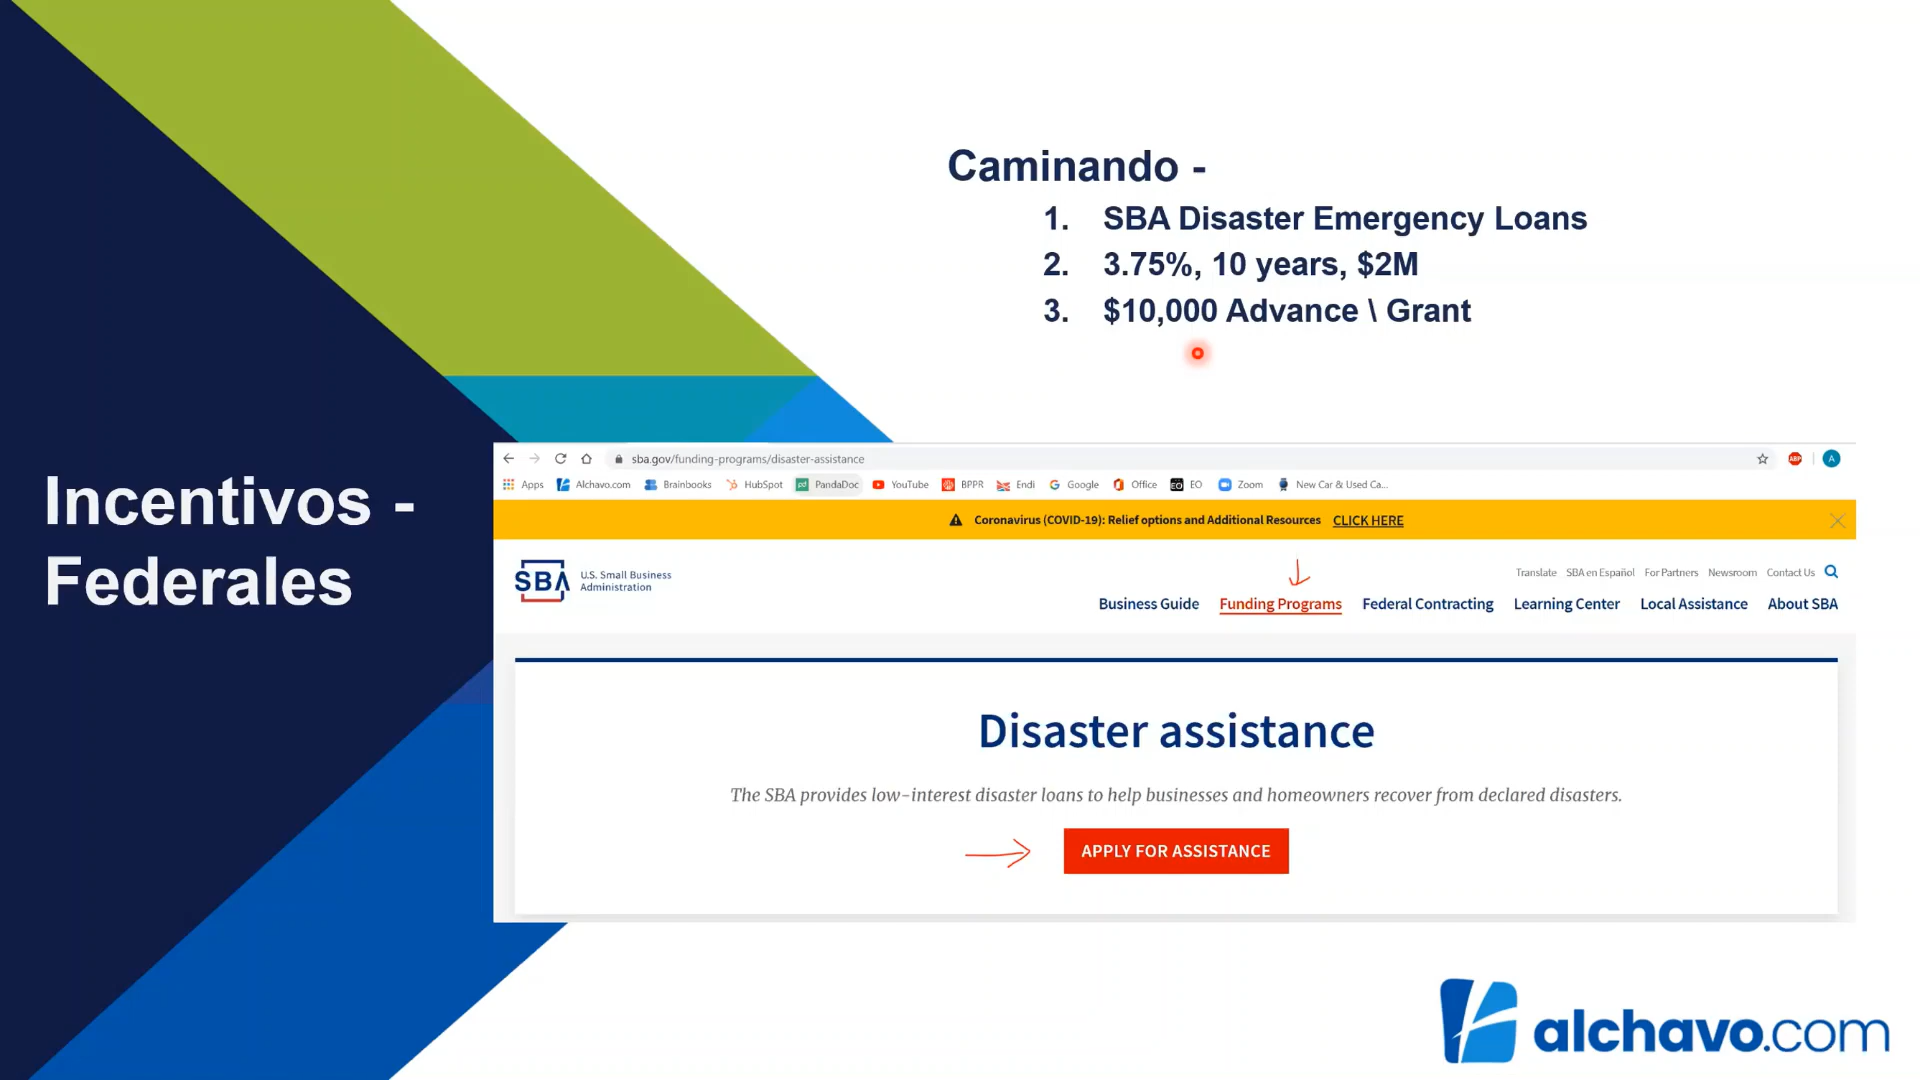 Caminando -
1. SBA Disaster Emergency Loans
2. 3.75%, 10 years, $2M
3. $10,000 Advance \ Grant
Incentivos -
Federales
sba.gov/funding-programs/disaster-assistance
ABP
A
Apps Alchavo.com Brainbooks HubSpot pd PandaDoc YouTube BPPR Endi Google Office EO EO Zoom New Car & Used Ca...
Coronavirus (COVID-19): Relief options and Additional Resources CLICK HERE
SBA U.S. Small Business
Administration
Translate SBA en Español For Partners Newsroom Contact Us
Business Guide Funding Programs Federal Contracting Learning Center Local Assistance About SBA
Disaster assistance
The SBA provides low-interest disaster loans to help businesses and homeowners recover from declared disasters.
APPLY FOR ASSISTANCE
alchavo.com